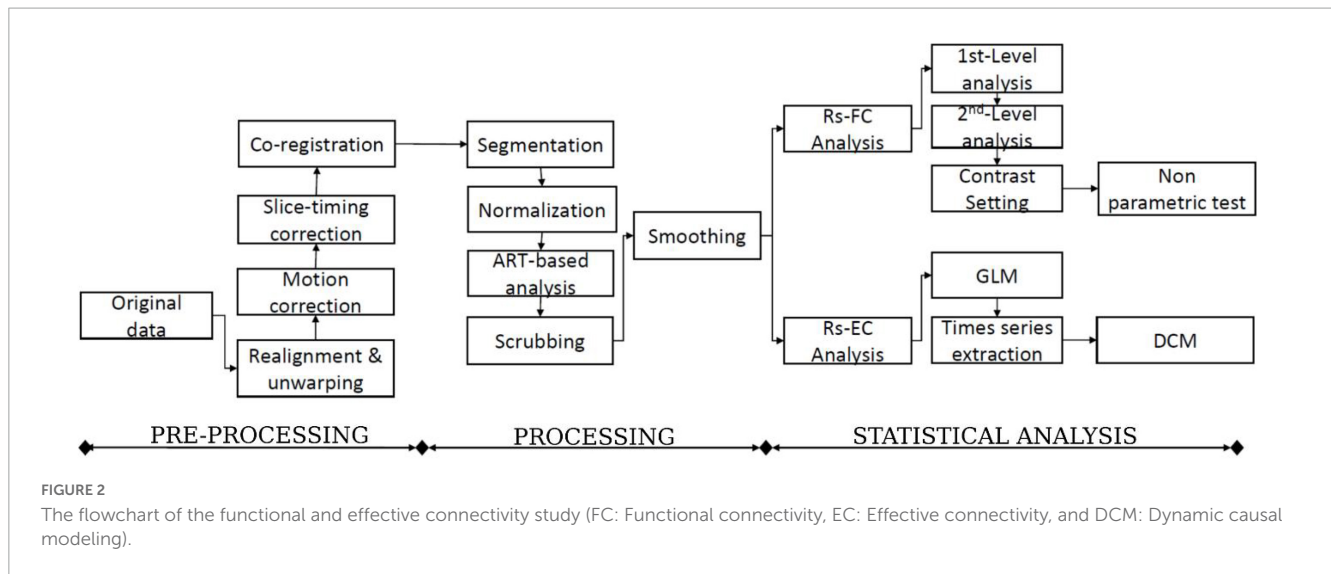 Original
data
Realignment &
unwarping
Motion
correction
Slice-timing
correction
Co-registration
Segmentation
Normalization
ART-based
analysis
Scrubbing
Smoothing
Rs-FC
Analysis
1st-Level
analysis
2nd-Level
analysis
Contrast
Setting
Non
parametric test
Rs-EC
Analysis
GLM
Times series
extraction
DCM
PRE-PROCESSING
PROCESSING
STATISTICAL ANALYSIS
FIGURE 2
The flowchart of the functional and effective connectivity study (FC: Functional connectivity, EC: Effective connectivity, and DCM: Dynamic causal
modeling).